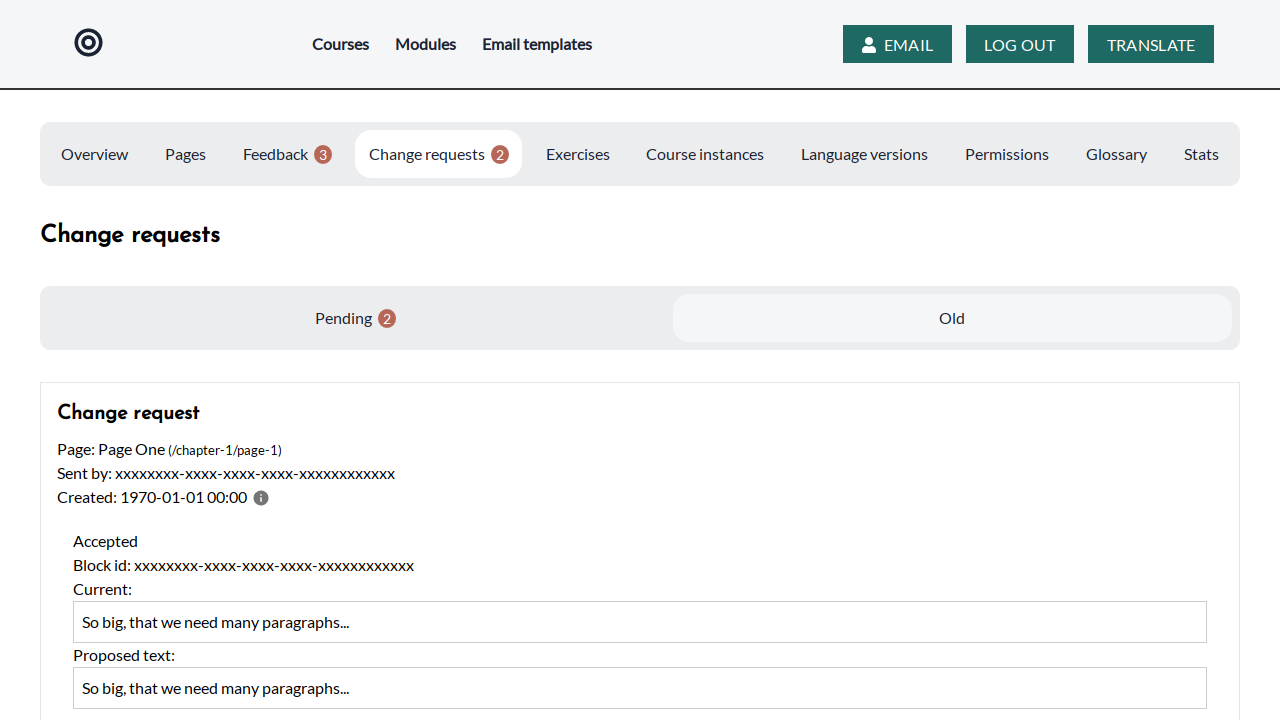 Courses Modules Email templates EMAIL LOG OUT TRANSLATE
Overview Pages Feedback 3 Change requests 2 Exercises Course instances Language versions Permissions Glossary Stats
Change requests
Pending 2 Old
Change request
Page: Page One (/chapter-1/page-1)
Sent by: xxxxxxxx-xxxx-xxxx-xxxx-xxxxxxxxxxxx
Created: 1970-01-01 00:00
Accepted
Block id: xxxxxxxx-xxxx-xxxx-xxxx-xxxxxxxxxxxx
Current:
So big, that we need many paragraphs...
Proposed text:
So big, that we need many paragraphs...